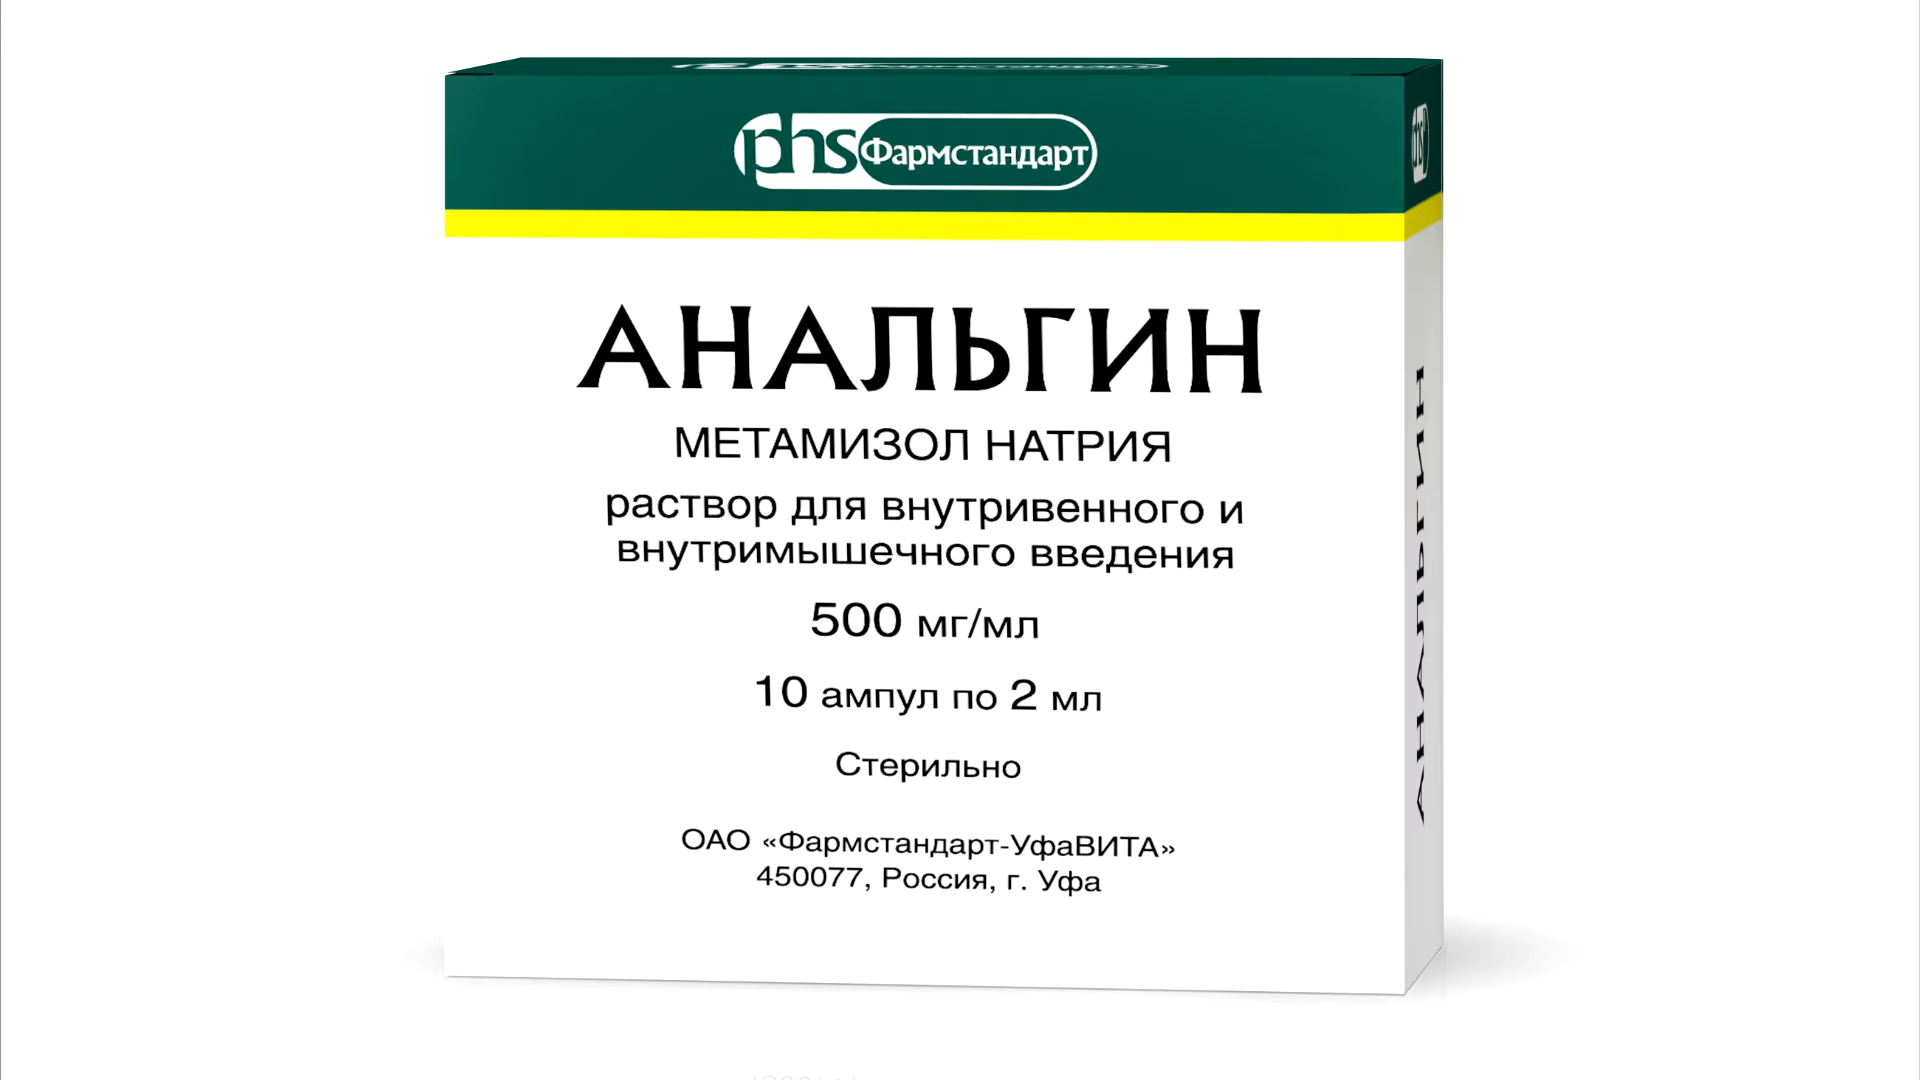 phs Фармстандарт
АНАЛЬГИН
МЕТАМИЗОЛ НАТРИЯ
раствор для внутривенного и
внутримышечного введения
500 мг/мл
10 ампул по 2 мл
Стерильно
ОАО «Фармстандарт-УфаВИТА»
450077, Россия, г. Уфа
phs
АНАЛЬГИН